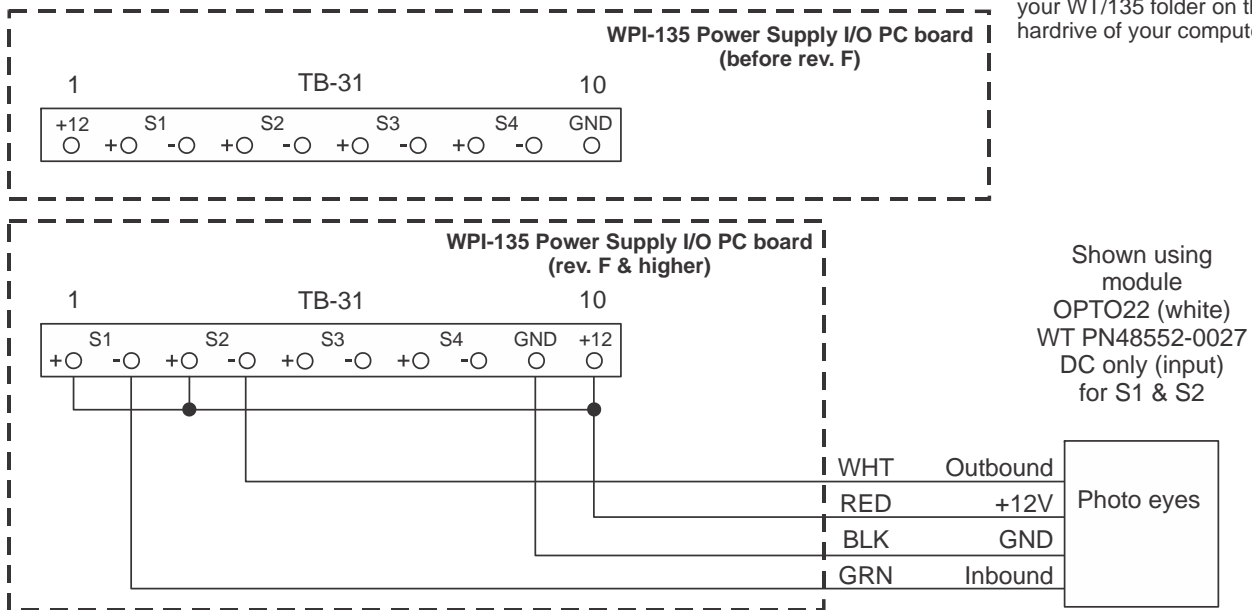 your WT/135 folder on
hardrive of your
WPI-135 Power Supply I/O PC board
(before rev. F)
1 TB-31 10
+12 S1 S2 S3 S4 GND
+ - + - + - + -
WPI-135 Power Supply I/O PC board
(rev. F & higher)
1 TB-31 10
S1 S2 S3 S4 GND +12
+ - + - + - + -
Shown using
module
OPTO22 (white)
WT PN48552-0027
DC only (input)
for S1 & S2
WHT Outbound
RED +12V
BLK GND
GRN Inbound
Photo eyes